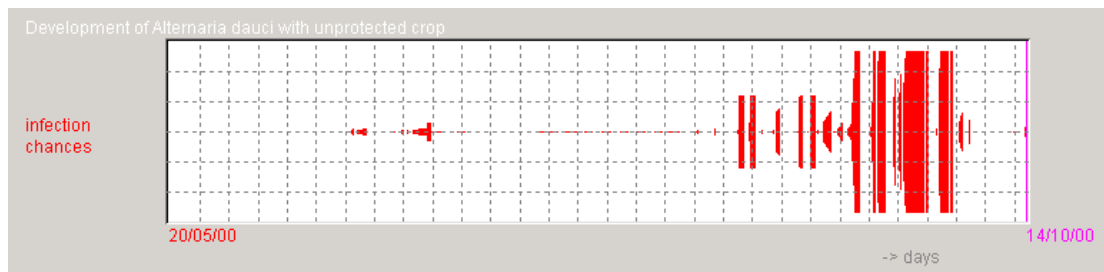 Development of Alternaria dauci with unprotected crop
infection
chances
20/05/00
14/10/00
-> days